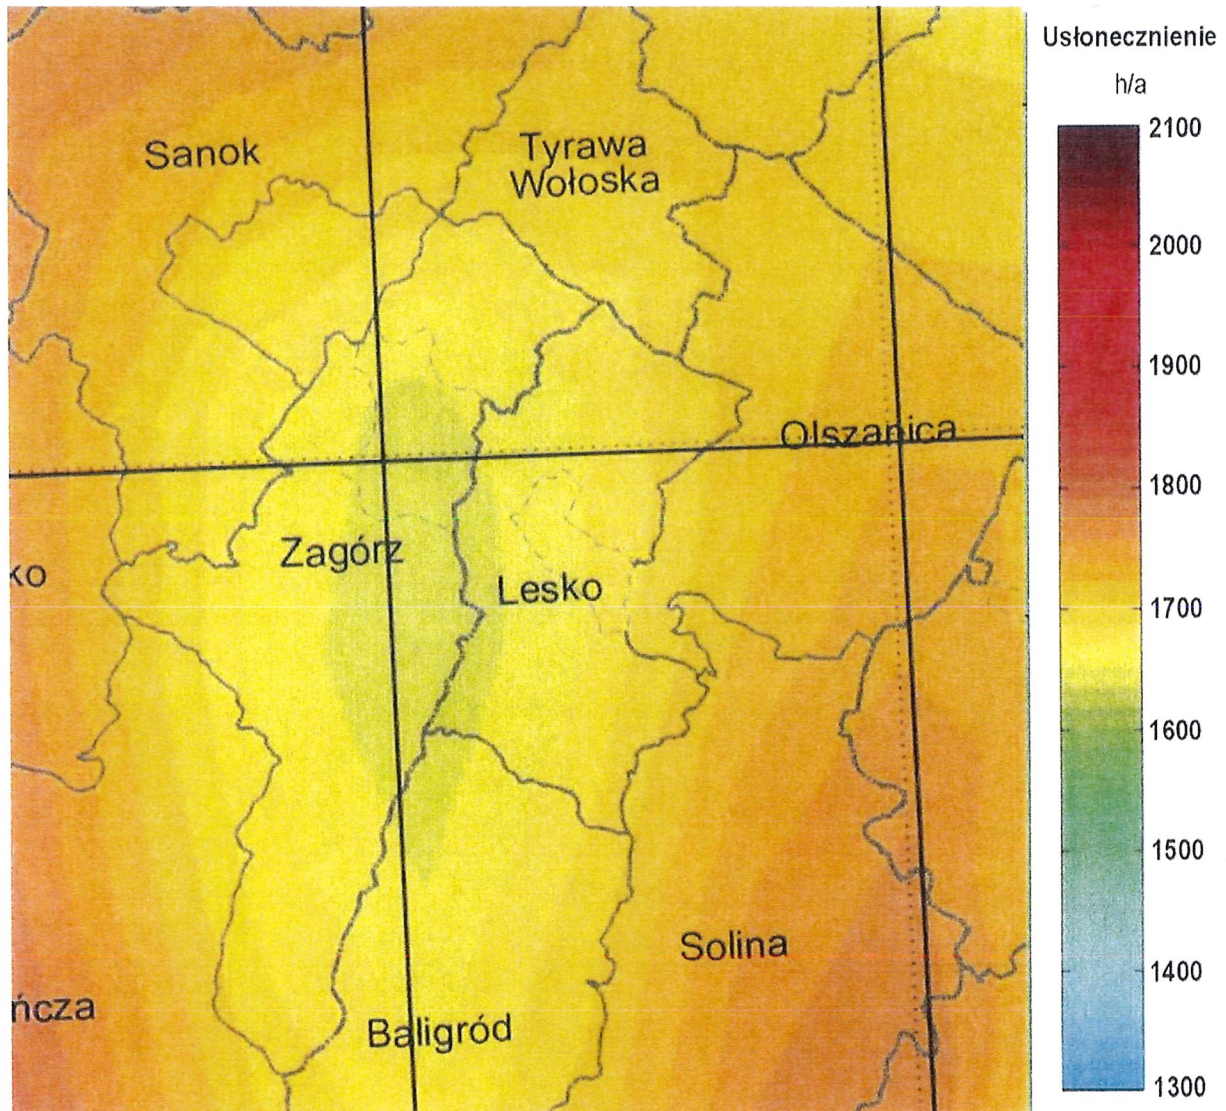 Usłonecznienie
h/a
2100
2000
1900
1800
1700
1600
1500
1400
1300
Sanok
Tyrawa
Wołoska
Olszanica
Zagórz
ko
Lesko
Solina
ńcza
Baligród